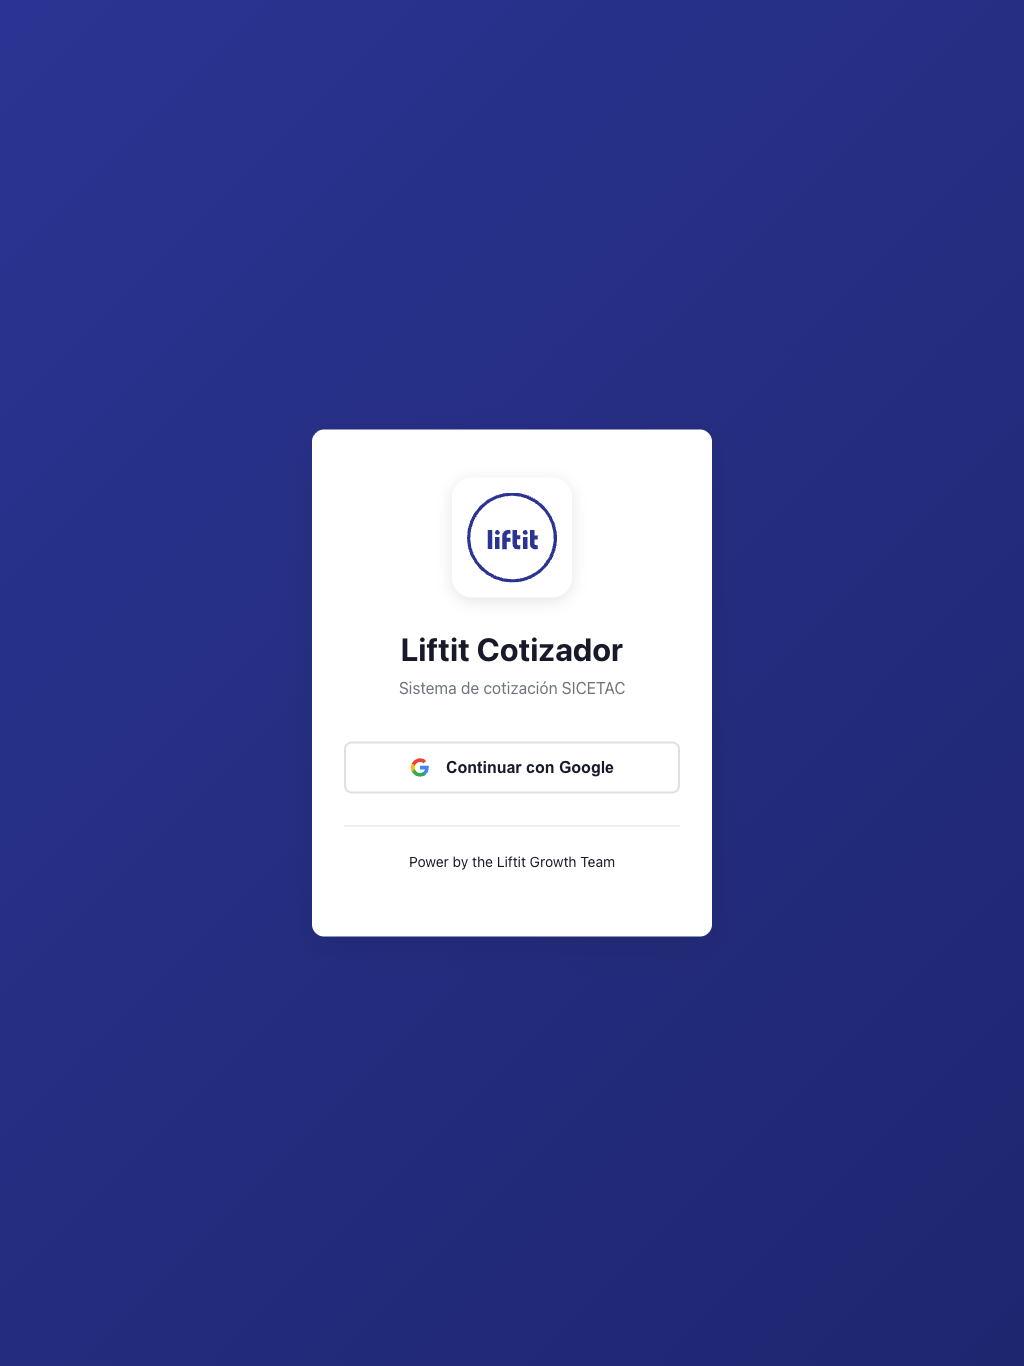 liftit
Liftit Cotizador
Sistema de cotización SICETAC
Continuar con Google
Power by the Liftit Growth Team